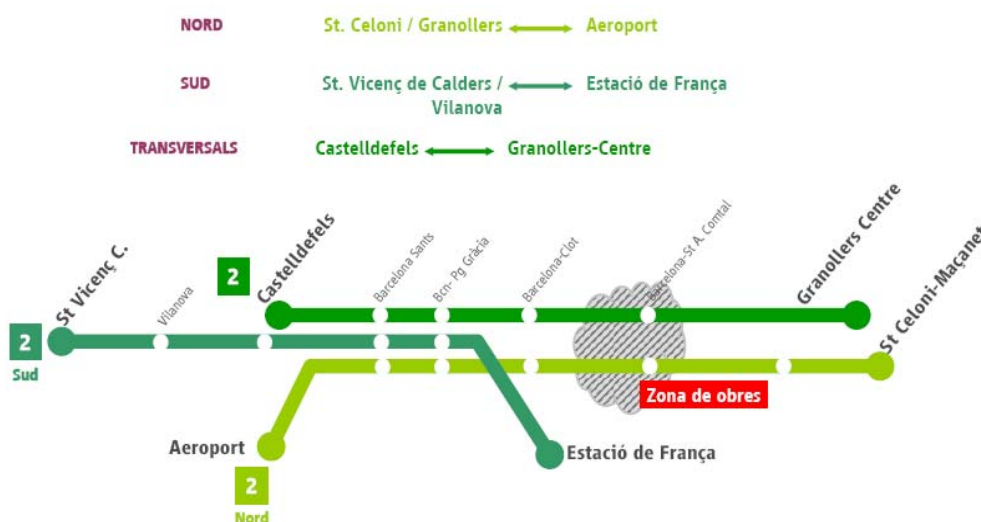 NORD St. Celoni / Granollers Aeroport
SUD St. Vicenç de Calders / Estació de França
Vilanova
TRANSVERSALS Castelldefels Granollers-Centre
St Vicenç C.
Vilanova
Castelldefels
Barcelona Sants
Bcn- Pg Gràcia
Barcelona-Clot
Barcelona-St A. Comtal
Granollers Centre
St Celoni-Maçanet
2
2
Sud
Zona de obres
Aeroport
Estació de França
2
Nord